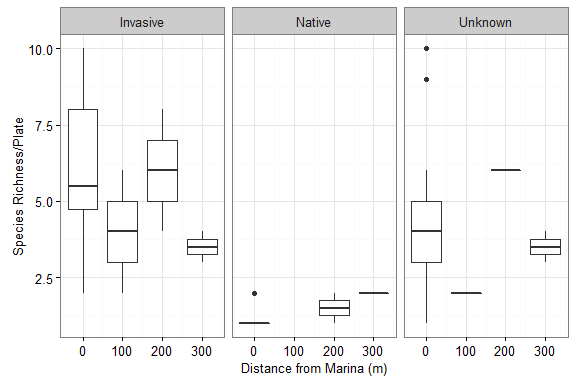 Invasive Native Unknown
Species Richness/Plate
10.0
7.5
5.0
2.5
0 100 200 300 0 100 200 300 0 100 200 300
Distance from Marina (m)